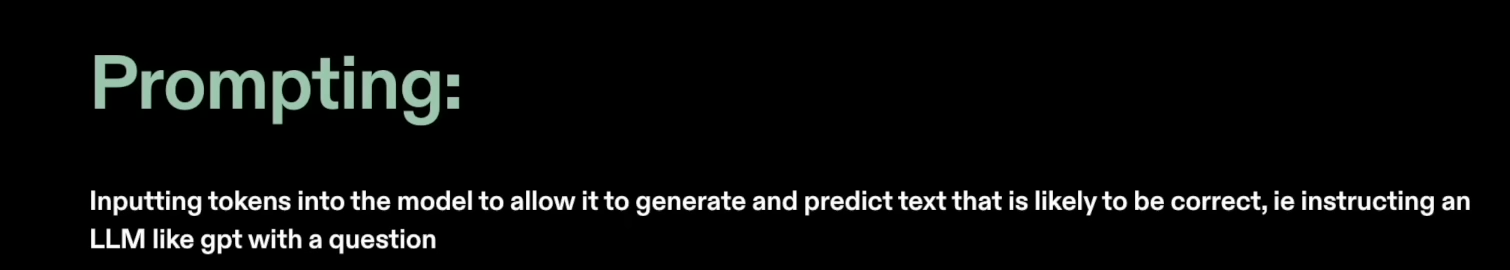 Prompting:
Inputting tokens into the model to allow it to generate and predict text that is likely to be correct, ie instructing an
LLM like gpt with a question